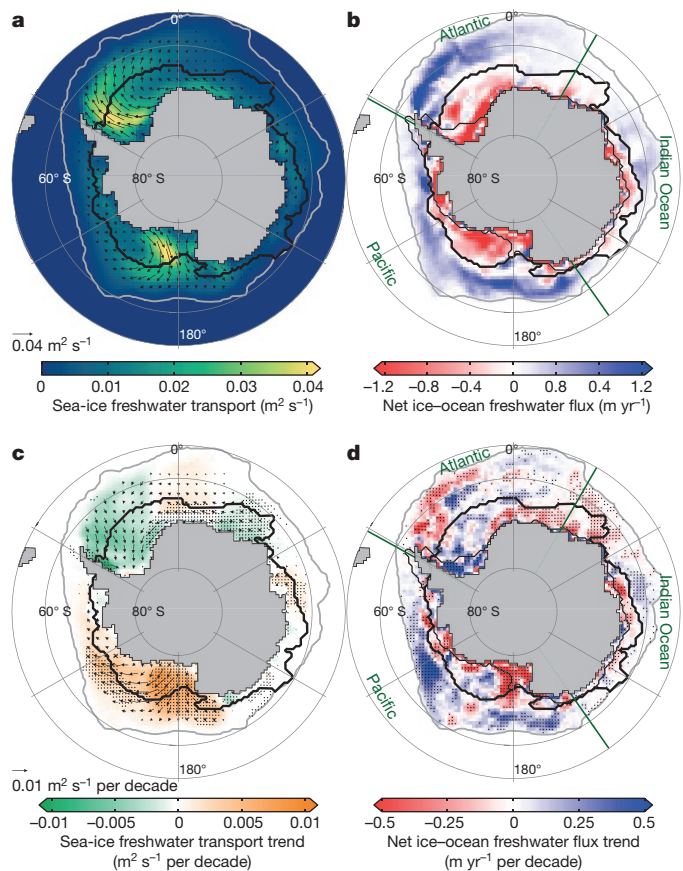 a
0°
60° S
80° S
180°
0.04 m² s⁻¹
0
0.01
0.02
0.03
0.04
Sea-ice freshwater transport (m² s⁻¹)
b
Atlantic
0°
Indian Ocean
60° S
80° S
Pacific
180°
−1.2
−0.8
−0.4
0
0.4
0.8
1.2
Net ice–ocean freshwater flux (m yr⁻¹)
c
0°
60° S
80° S
180°
0.01 m² s⁻¹ per decade
−0.01
−0.005
0
0.005
0.01
Sea-ice freshwater transport trend
(m² s⁻¹ per decade)
d
Atlantic
0°
Indian Ocean
60° S
80° S
Pacific
180°
−0.5
−0.25
0
0.25
0.5
Net ice–ocean freshwater flux trend
(m yr⁻¹ per decade)